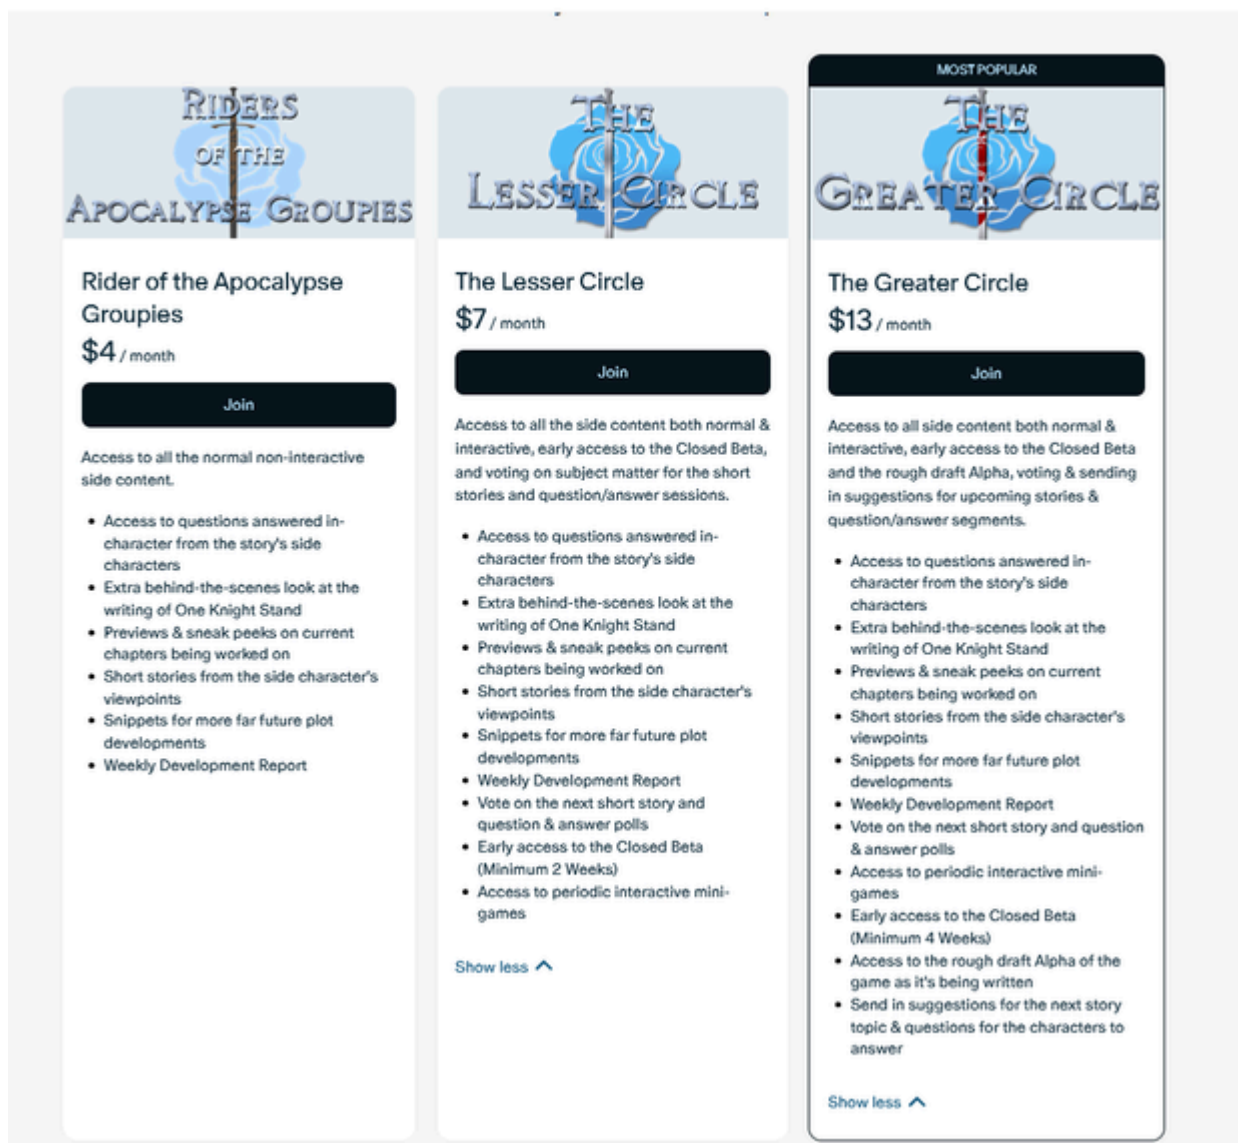 RIDERS
OF THE
APOCALYPSE GROUPIES
Rider of the Apocalypse
Groupies
$4 / month
Join
Access to all the normal non-interactive
side content.
• Access to questions answered in-
character from the story's side
characters
• Extra behind-the-scenes look at the
writing of One Knight Stand
• Previews & sneak peeks on current
chapters being worked on
• Short stories from the side character's
viewpoints
• Snippets for more far future plot
developments
• Weekly Development Report
THE
LESSER CIRCLE
The Lesser Circle
$7 / month
Join
Access to all the side content both normal &
interactive, early access to the Closed Beta,
and voting on subject matter for the short
stories and question/answer sessions.
• Access to questions answered in-
character from the story's side
characters
• Extra behind-the-scenes look at the
writing of One Knight Stand
• Previews & sneak peeks on current
chapters being worked on
• Short stories from the side character's
viewpoints
• Snippets for more far future plot
developments
• Weekly Development Report
• Vote on the next short story and
question & answer polls
• Early access to the Closed Beta
(Minimum 2 Weeks)
• Access to periodic interactive mini-
games
Show less
MOST POPULAR
THE
GREATER CIRCLE
The Greater Circle
$13 / month
Join
Access to all side content both normal &
interactive, early access to the Closed Beta
and the rough draft Alpha, voting & sending
in suggestions for upcoming stories &
question/answer segments.
• Access to questions answered in-
character from the story's side
characters
• Extra behind-the-scenes look at the
writing of One Knight Stand
• Previews & sneak peeks on current
chapters being worked on
• Short stories from the side character's
viewpoints
• Snippets for more far future plot
developments
• Weekly Development Report
• Vote on the next short story and question
& answer polls
• Access to periodic interactive mini-
games
• Early access to the Closed Beta
(Minimum 4 Weeks)
• Access to the rough draft Alpha of the
game as it's being written
• Send in suggestions for the next story
topic & questions for the characters to
answer
Show less